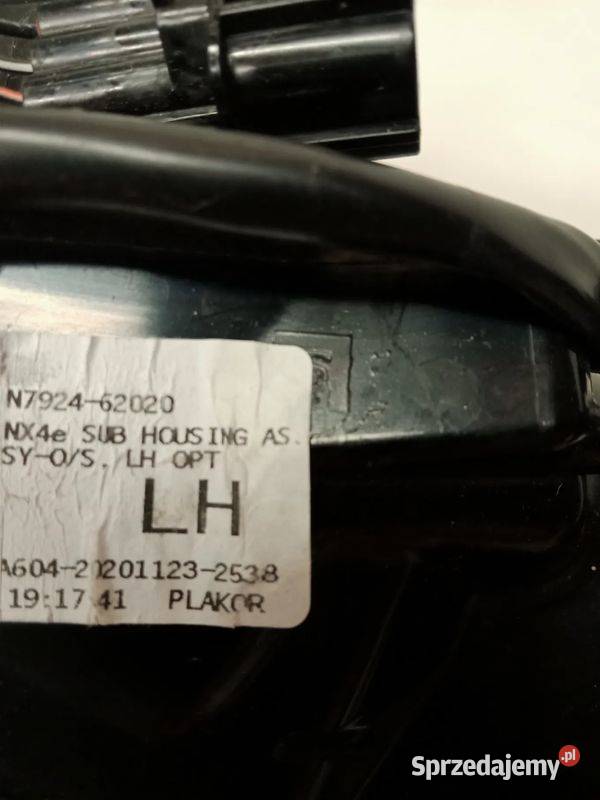 N7924-62020
NX4e SUB HOUSING AS.
SY-O/S. LH OPT
LH
A604-20201123-2538
19:17:41 PLAKOR
Sprzedajemy.pl